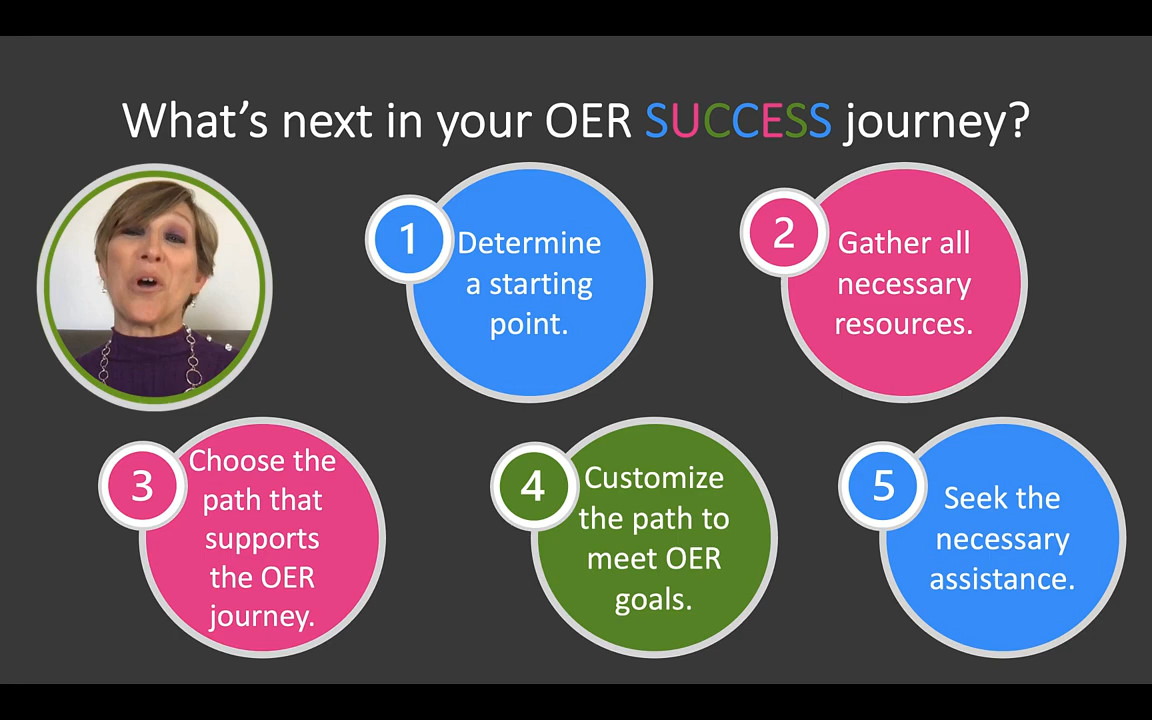 What's next in your OER SUCCESS journey?
1
Determine
a starting
point.
2
Gather all
necessary
resources.
3
Choose the
path that
supports
the OER
journey.
4
Customize
the path to
meet OER
goals.
5
Seek the
necessary
assistance.